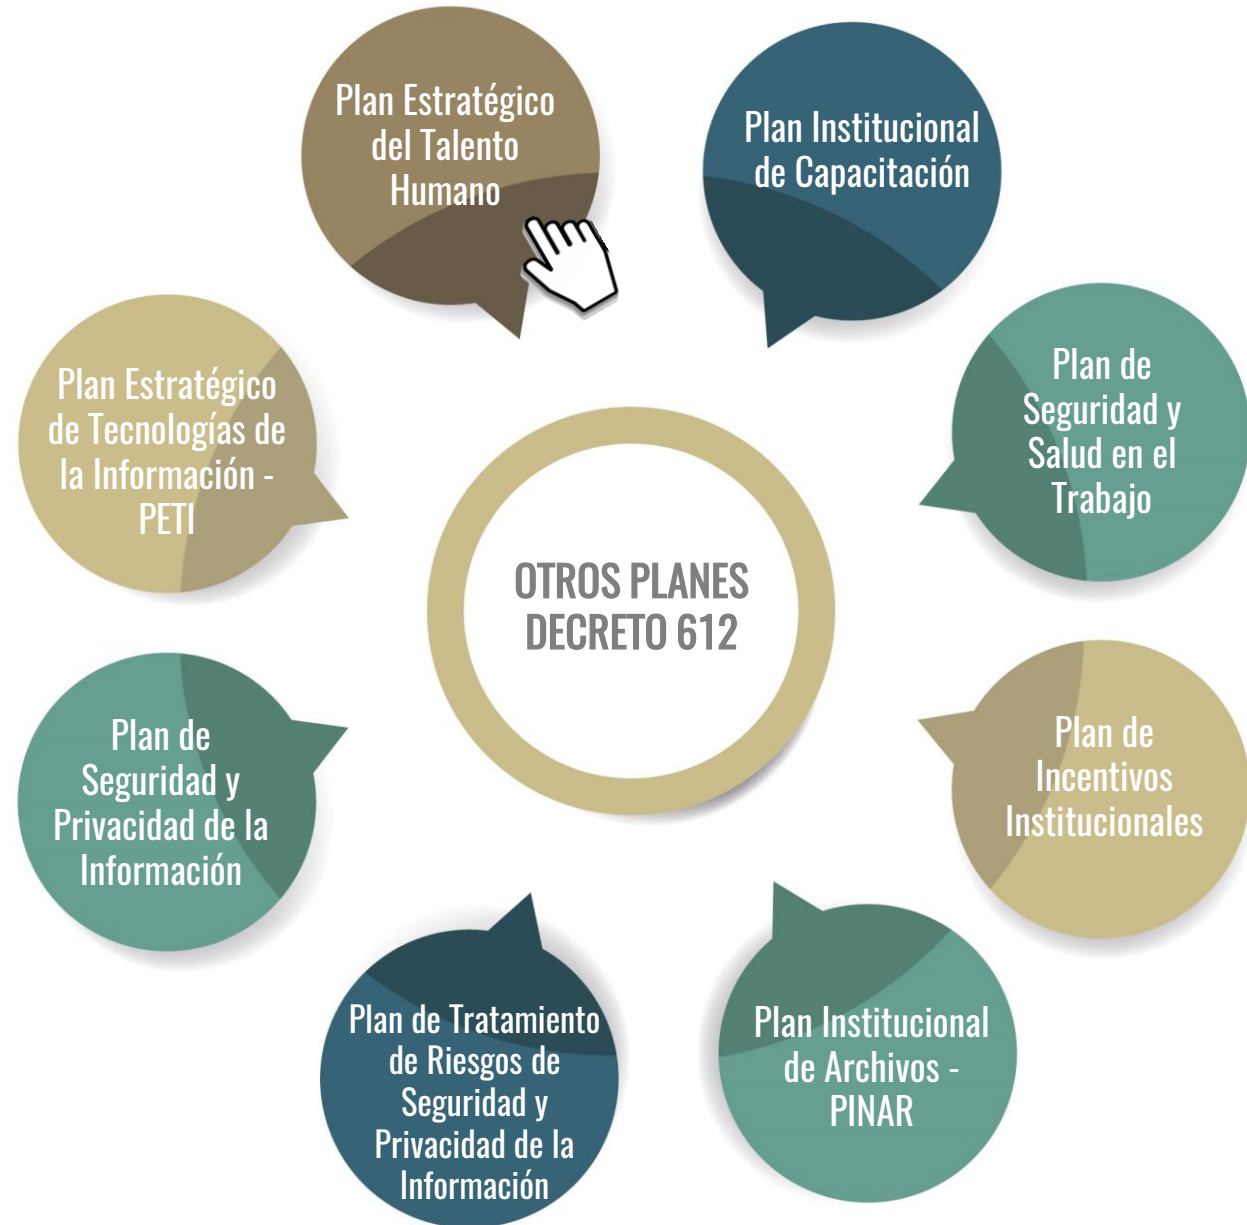 Plan Estratégico
del Talento
Humano
Plan Institucional
de Capacitación
Plan de
Seguridad y
Salud en el
Trabajo
Plan de
Incentivos
Institucionales
Plan Institucional
de Archivos -
PINAR
Plan de Tratamiento
de Riesgos de
Seguridad y
Privacidad de la
Información
Plan de
Seguridad y
Privacidad de la
Información
Plan Estratégico
de Tecnologías de
la Información -
PETI
OTROS PLANES
DECRETO 612